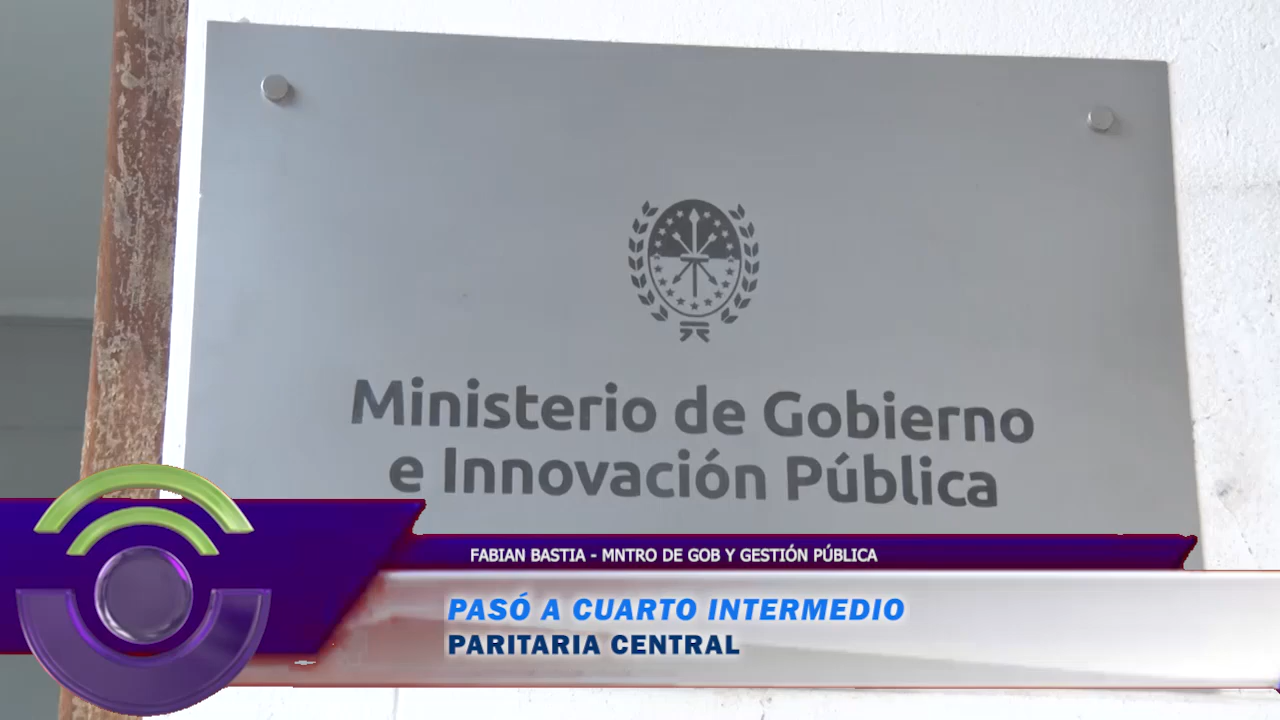 Ministerio de Gobierno
e Innovación Pública
FABIAN BASTIA - MNTRO DE GOB Y GESTIÓN PÚBLICA
PASÓ A CUARTO INTERMEDIO
PARITARIA CENTRAL